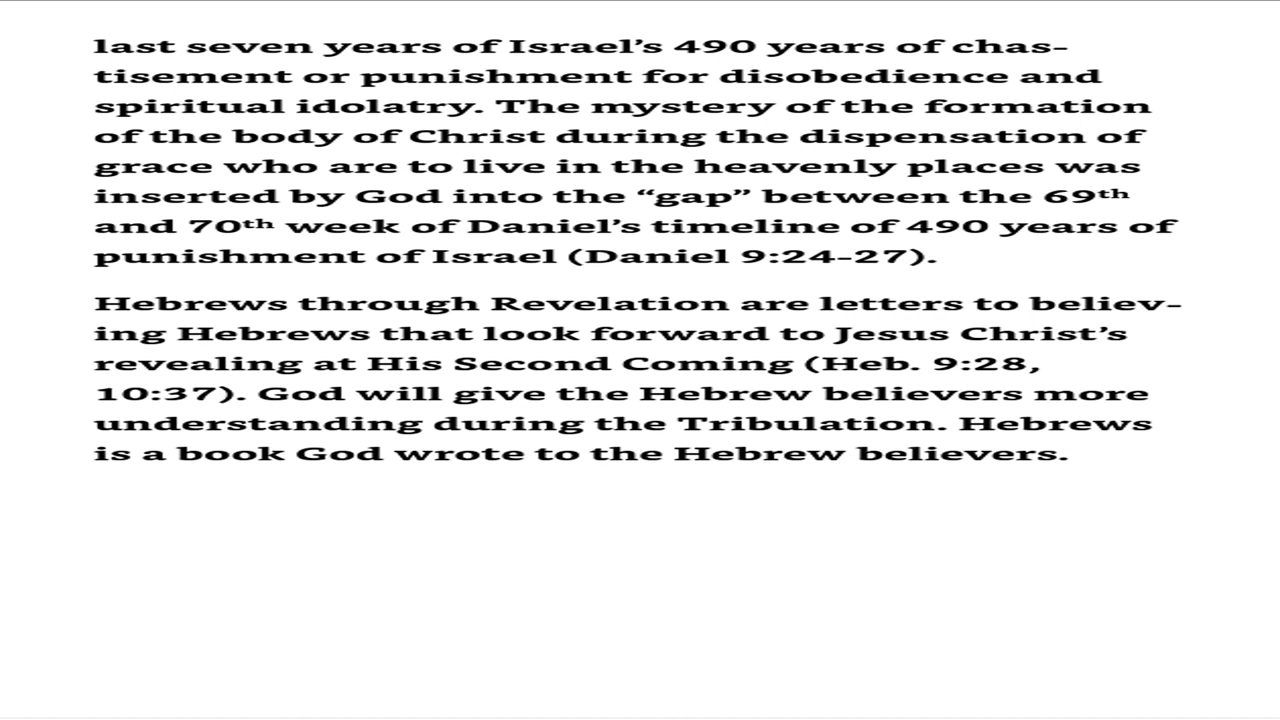 last seven years of Israel’s 490 years of chas-
tisement or punishment for disobedience and
spiritual idolatry. The mystery of the formation
of the body of Christ during the dispensation of
grace who are to live in the heavenly places was
inserted by God into the “gap” between the 69th
and 70th week of Daniel’s timeline of 490 years of
punishment of Israel (Daniel 9:24-27).
Hebrews through Revelation are letters to believ-
ing Hebrews that look forward to Jesus Christ’s
revealing at His Second Coming (Heb. 9:28,
10:37). God will give the Hebrew believers more
understanding during the Tribulation. Hebrews
is a book God wrote to the Hebrew believers.